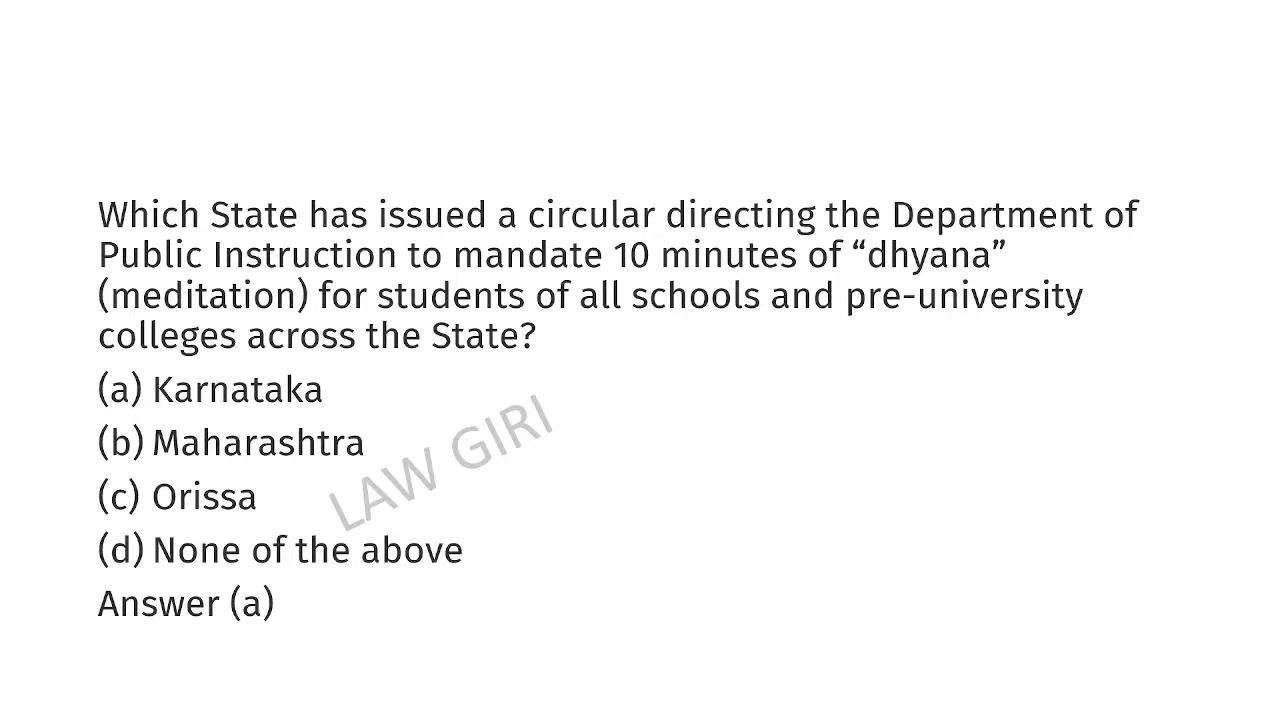 Which State has issued a circular directing the Department of
Public Instruction to mandate 10 minutes of “dhyana”
(meditation) for students of all schools and pre-university
colleges across the State?
(a) Karnataka
(b) Maharashtra
(c) Orissa
(d) None of the above
Answer (a)
LAW GIRI